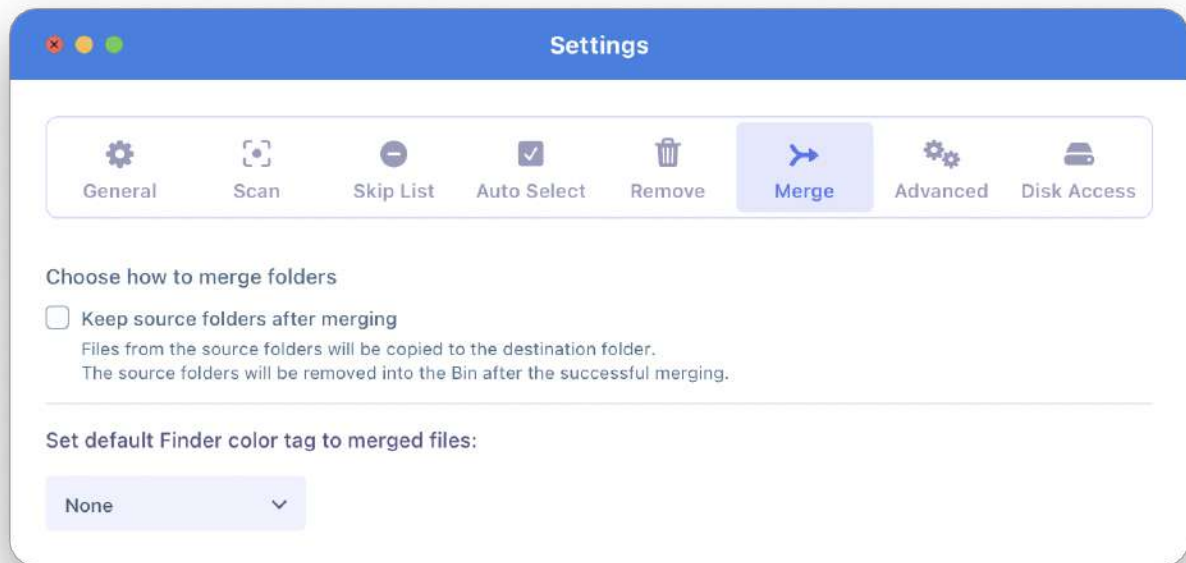 Settings
General Scan Skip List Auto Select Remove Merge Advanced Disk Access
Choose how to merge folders
Keep source folders after merging
Files from the source folders will be copied to the destination folder.
The source folders will be removed into the Bin after the successful merging.
Set default Finder color tag to merged files:
None